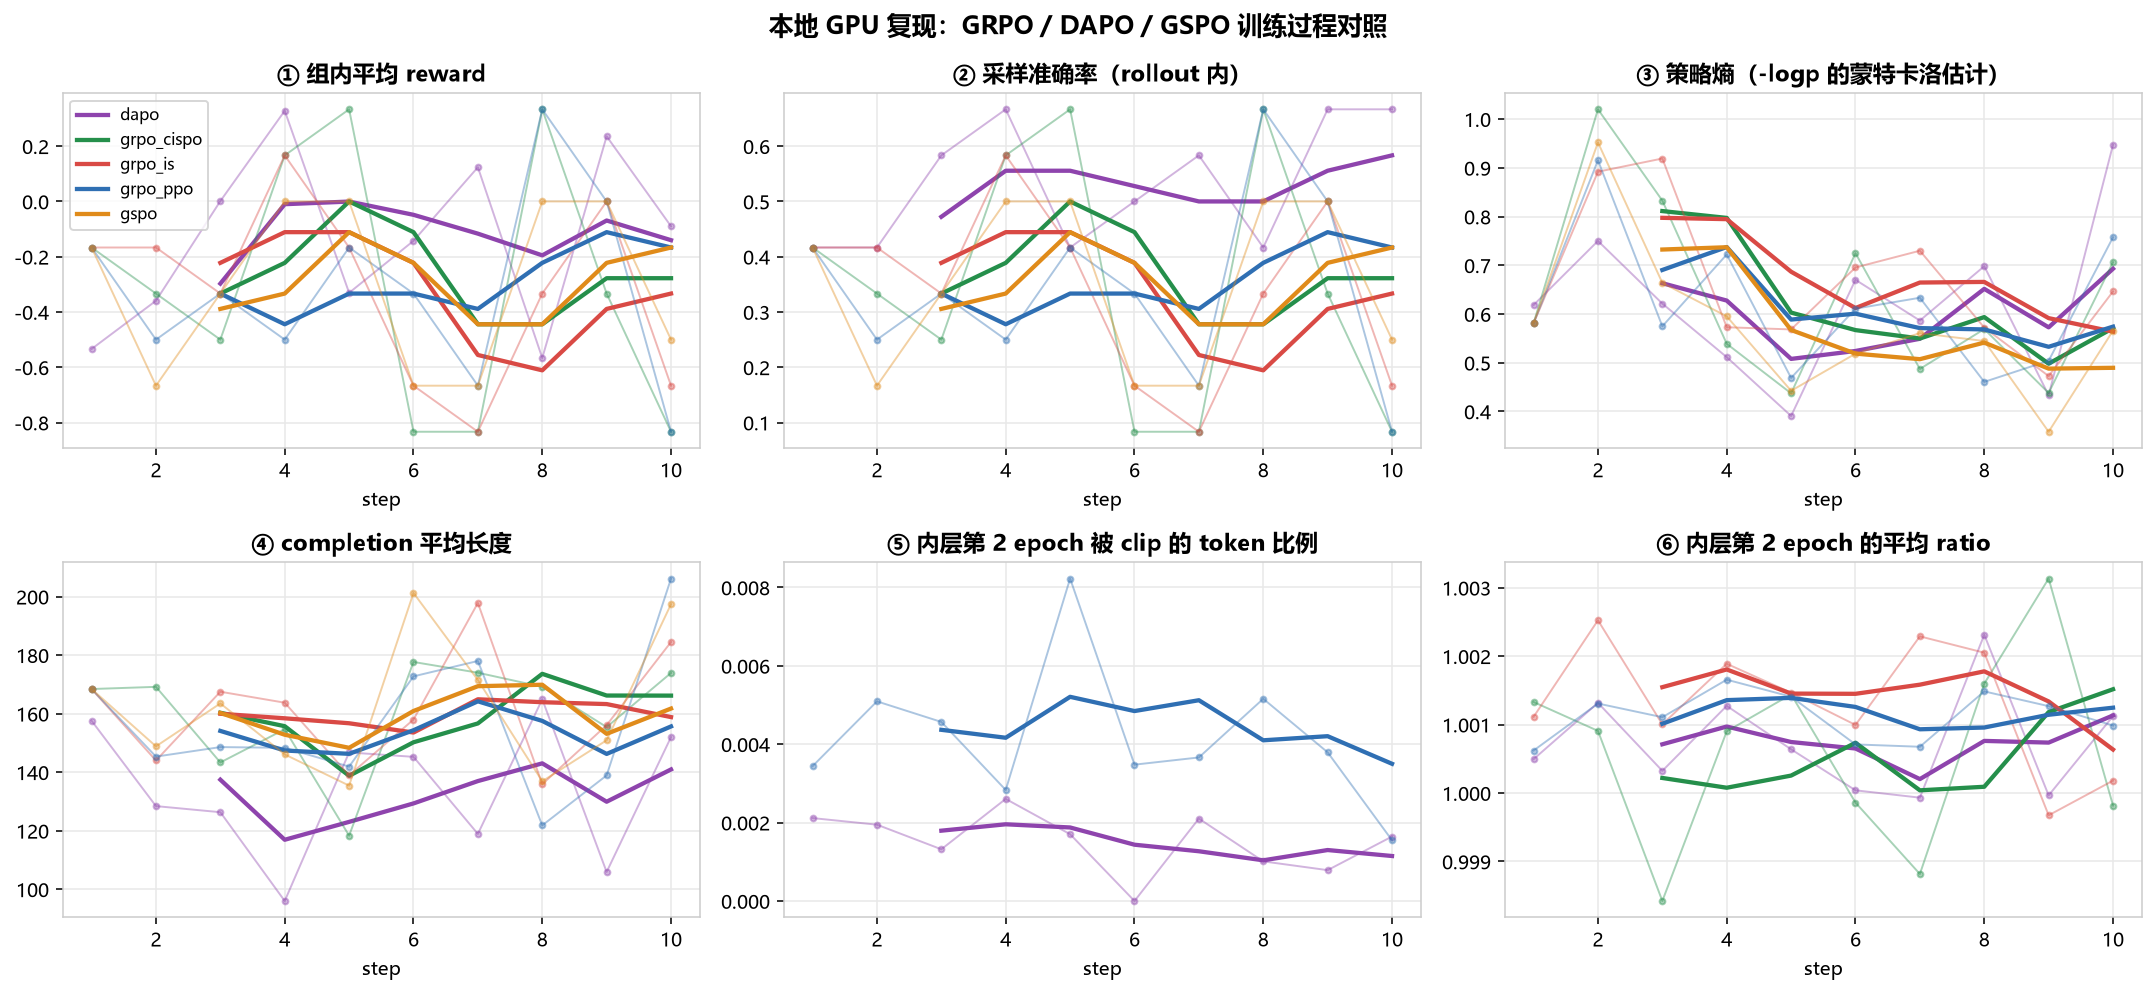 本地 GPU 复现：GRPO / DAPO / GSPO 训练过程对照
① 组内平均 reward
dapo
grpo_cispo
grpo_is
grpo_ppo
gspo
0.2
0.0
-0.2
-0.4
-0.6
-0.8
2 4 6 8 10
step
② 采样准确率（rollout 内）
0.6
0.5
0.4
0.3
0.2
0.1
2 4 6 8 10
step
③ 策略熵（-logp 的蒙特卡洛估计）
1.0
0.9
0.8
0.7
0.6
0.5
0.4
2 4 6 8 10
step
④ completion 平均长度
200
180
160
140
120
100
2 4 6 8 10
step
⑤ 内层第 2 epoch 被 clip 的 token 比例
0.008
0.006
0.004
0.002
0.000
2 4 6 8 10
step
⑥ 内层第 2 epoch 的平均 ratio
1.003
1.002
1.001
1.000
0.999
2 4 6 8 10
step